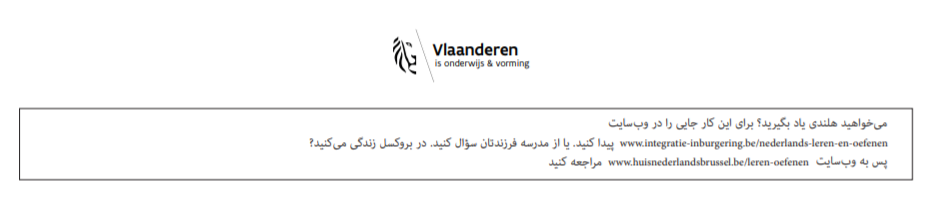 Vlaanderen
is onderwijs & vorming
می‌خواهید هلندی یاد بگیرید؟ برای این کار جایی را در وب‌سایت
www.integratie-inburgering.be/nederlands-leren-en-oefenen پیدا کنید. یا از مدرسه فرزندتان سؤال کنید. در بروکسل زندگی می‌کنید؟
پس به وب‌سایت www.huisnederlandsbrussel.be/leren-oefenen مراجعه کنید